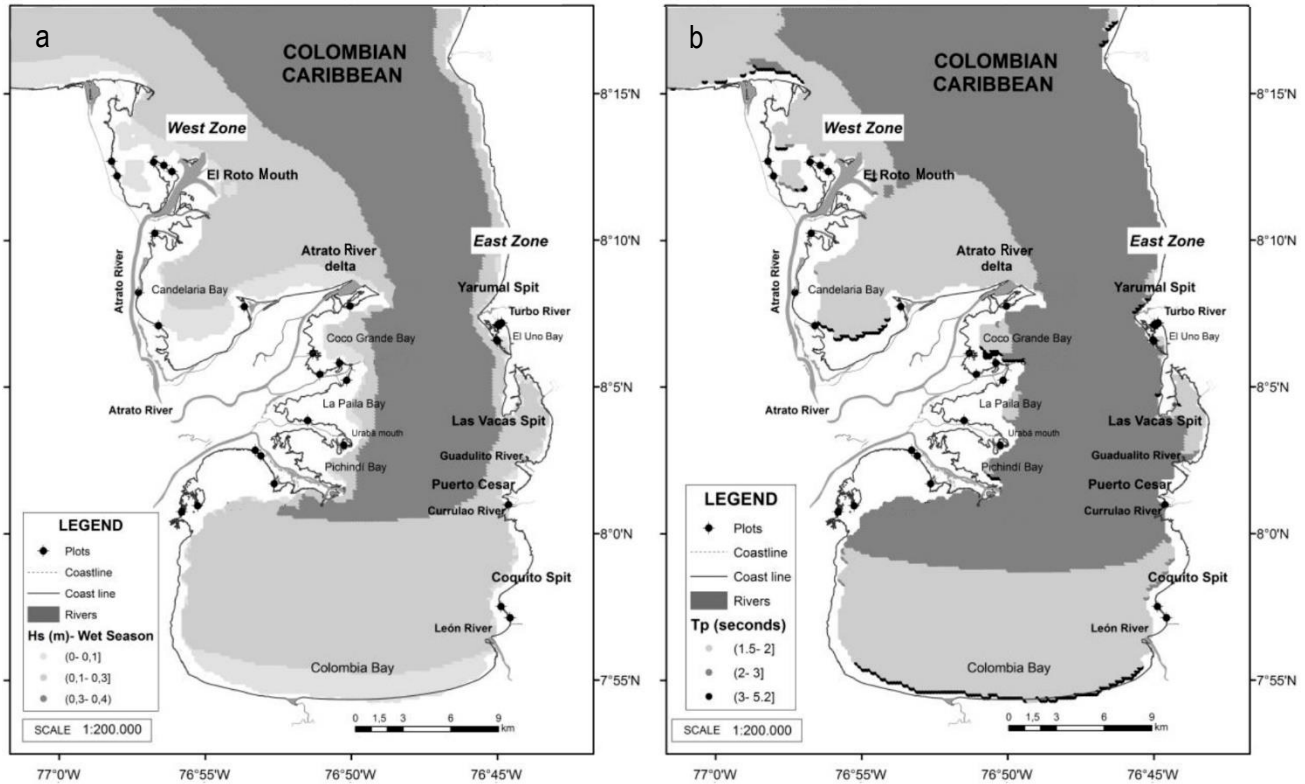 a
COLOMBIAN
CARIBBEAN
8°15'N
West Zone
El Roto Mouth
8°10'N
East Zone
Atrato River
Atrato River
delta
Candelaria Bay
Yarumal Spit
Turbo River
El Uno Bay
Coco Grande Bay
8°5'N
La Paila Bay
Atrato River
Las Vacas Spit
Urabá mouth
Guadulito River
Pichindí Bay
Puerto Cesar
Currulao River
8°0'N
LEGEND
Plots
Coastline
Coast line
Rivers
Hs (m)- Wet Season
(0- 0,1]
(0,1- 0,3]
(0,3- 0,4)
Coquito Spit
León River
Colombia Bay
7°55'N
SCALE 1:200.000
0 1,5 3 6 9
km
77°0'W 76°55'W 76°50'W 76°45'W
b
COLOMBIAN
CARIBBEAN
8°15'N
West Zone
El Roto Mouth
8°10'N
East Zone
Atrato River
Atrato River
delta
Candelaria Bay
Yarumal Spit
Turbo River
El Uno Bay
Coco Grande Bay
8°5'N
La Paila Bay
Atrato River
Las Vacas Spit
Urabá mouth
Guadualito River
Pichindí Bay
Puerto Cesar
Currulao River
8°0'N
LEGEND
Plots
Coastline
Coast line
Rivers
Tp (seconds)
(1.5- 2]
(2- 3]
(3- 5.2]
Coquito Spit
León River
Colombia Bay
7°55'N
SCALE 1:200.000
0 1,5 3 6 9
km
77°0'W 76°55'W 76°50'W 76°45'W